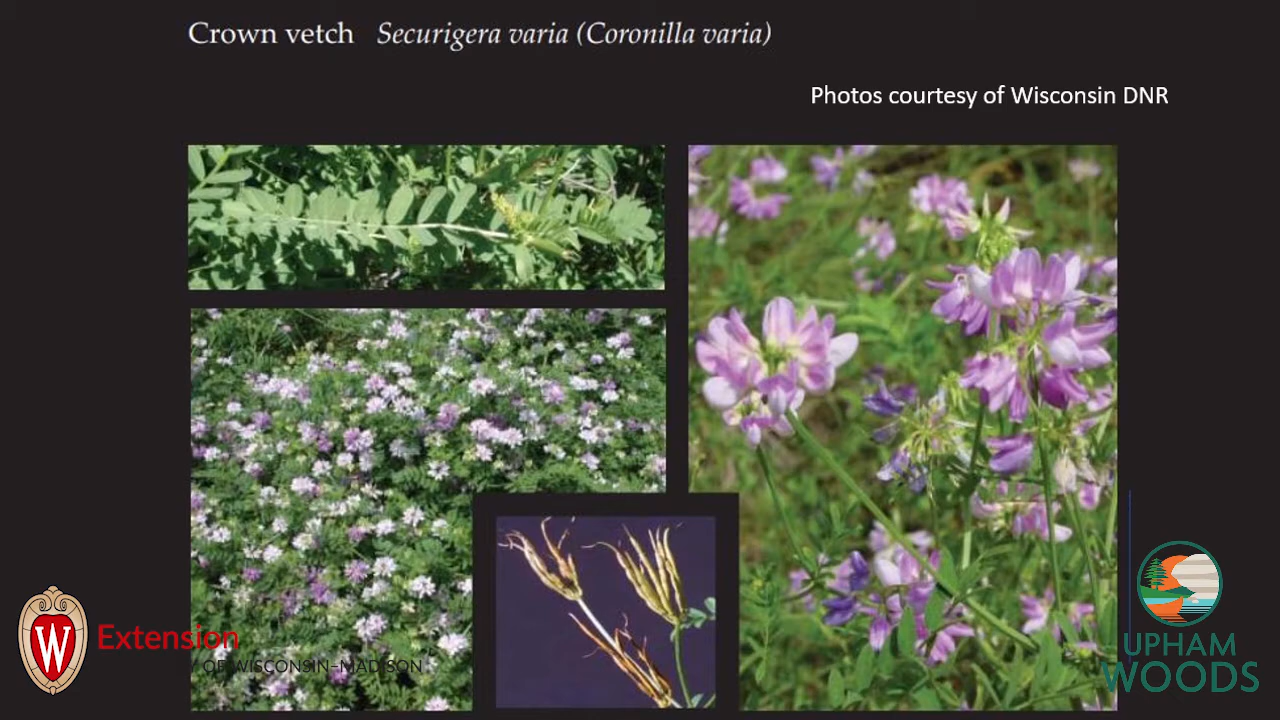 Crown vetch Securigera varia (Coronilla varia)
Photos courtesy of Wisconsin DNR
W
Extension
OF WISCONSIN–MADISON
UPHAM
WOODS